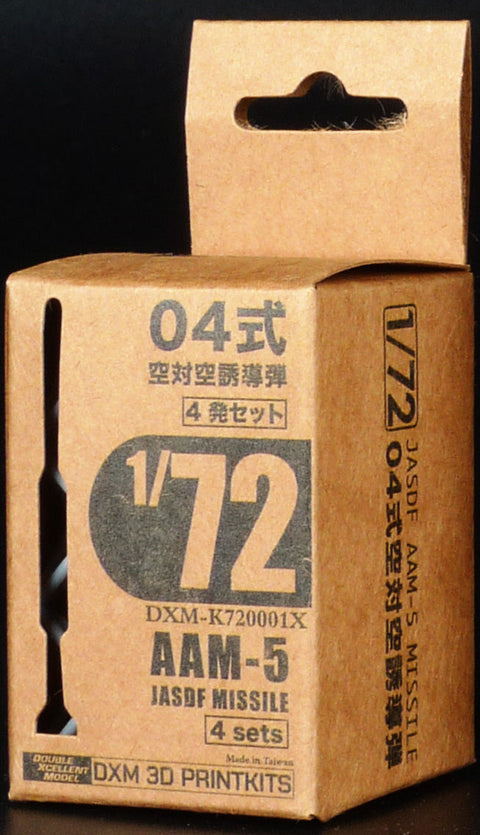 04式
空対空誘導弾
4発セット
1/72
DXM-K720001X
AAM-5
JASDF MISSILE
4 sets
Made in Taiwan
DOUBLE
XCELLENT
MODEL
DXM 3D PRINTKITS
1/72
JASDF AAM-5 MISSILE
04式空対空誘導弾